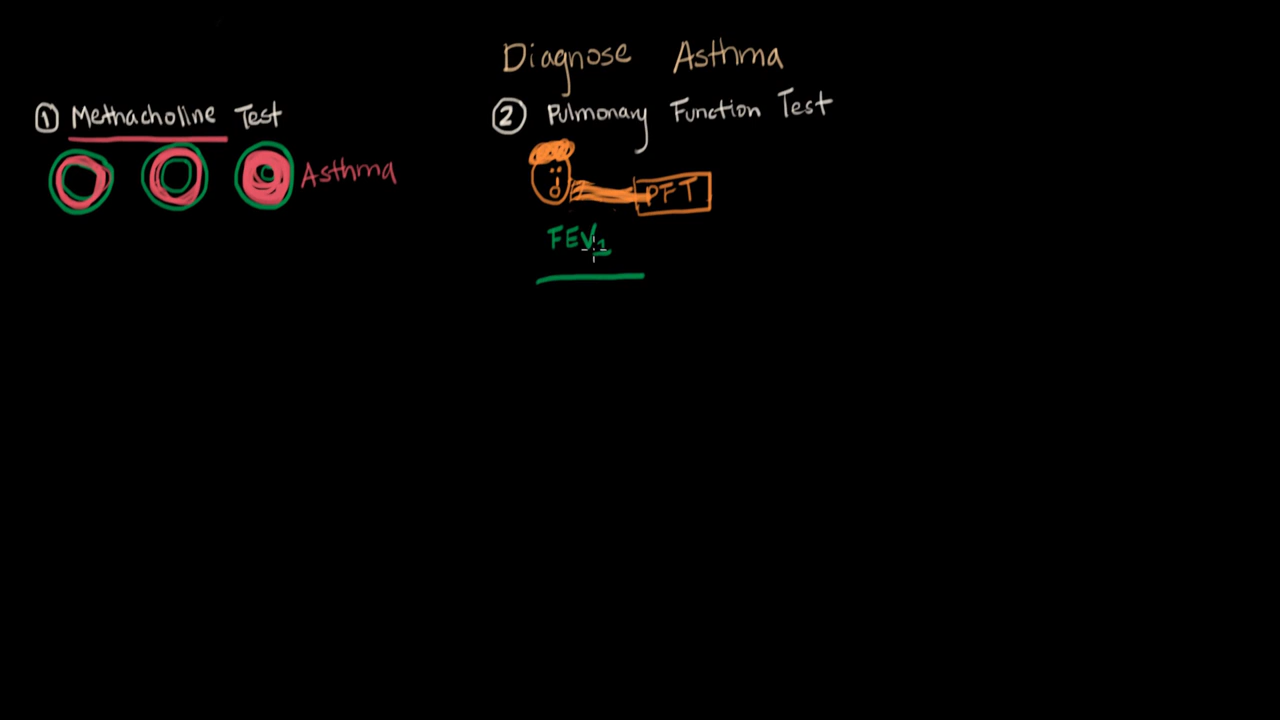 Diagnose Asthma
① Methacholine Test
Asthma
② Pulmonary Function Test
PFT
FEV₁